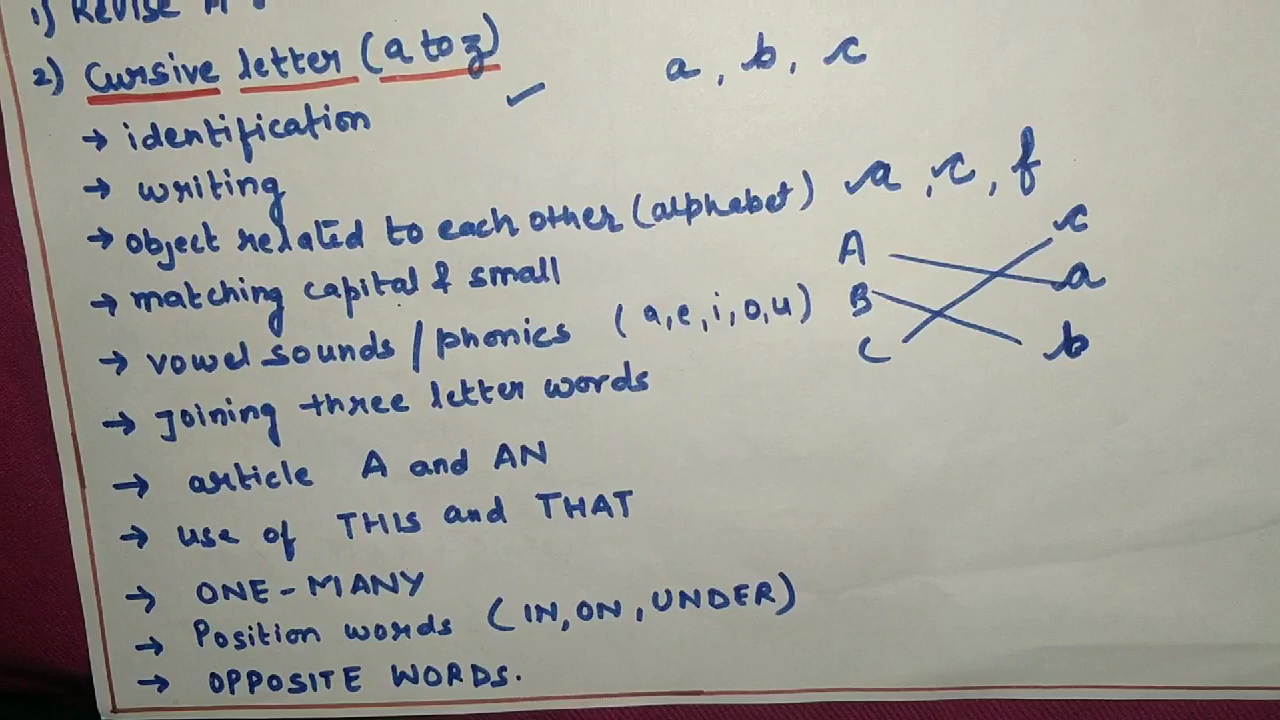 1) Revise
2) Cursive letter (a to z) a, b, c
→ identification
→ writing
→ object related to each other (alphabet) a, c, f
→ matching capital & small A c
→ vowel sounds / phonics (a, e, i, o, u) B a
C b
→ Joining three letter words
→ article A and AN
→ use of THIS and THAT
→ ONE - MANY
→ Position words (IN, ON, UNDER)
→ OPPOSITE WORDS.